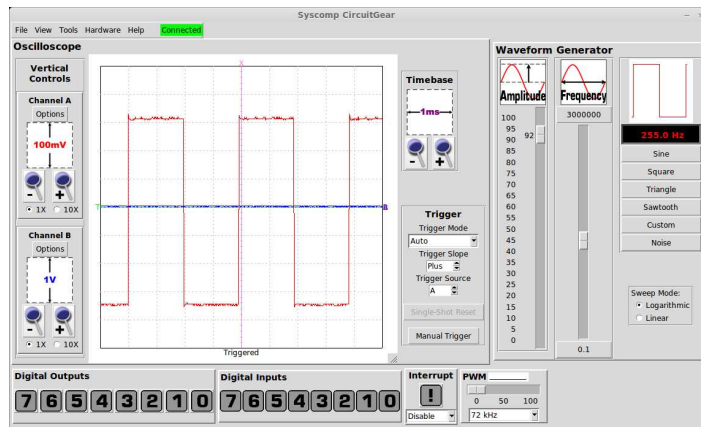 Syscomp CircuitGear
File View Tools Hardware Help Connected
Oscilloscope
Vertical
Controls
Channel A
Options
100mV
- +
1X 10X
Channel B
Options
1V
- +
1X 10X
X
T
Triggered
Timebase
1ms
- +
Trigger
Trigger Mode
Auto
Trigger Slope
Plus
Trigger Source
A
Single-Shot Reset
Manual Trigger
Waveform Generator
Amplitude
100
95
92
90
85
80
75
70
65
60
55
50
45
40
35
30
25
20
15
10
5
0
Frequency
3000000
0.1
255.0 Hz
Sine
Square
Triangle
Sawtooth
Custom
Noise
Sweep Mode:
Logarithmic
Linear
Digital Outputs
7 6 5 4 3 2 1 0
Digital Inputs
7 6 5 4 3 2 1 0
Interrupt
!
Disable
PWM
0 50 100
72 kHz